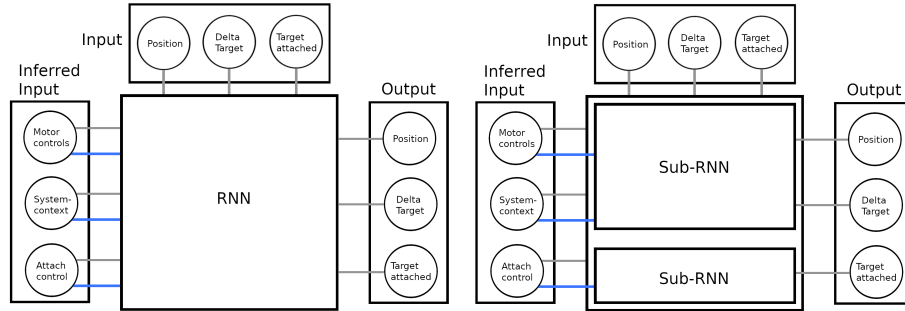 Input
Position
Delta
Target
Target
attached
Inferred
Input
Motor
controls
System-
context
Attach
control
RNN
Output
Position
Delta
Target
Target
attached
Input
Position
Delta
Target
Target
attached
Inferred
Input
Motor
controls
System-
context
Attach
control
Sub-RNN
Sub-RNN
Output
Position
Delta
Target
Target
attached